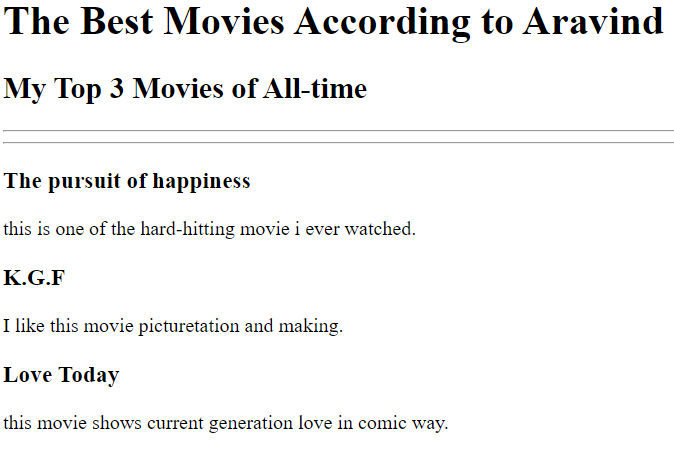 The Best Movies According to Aravind
My Top 3 Movies of All-time
The pursuit of happiness
this is one of the hard-hitting movie i ever watched.
K.G.F
I like this movie picturetation and making.
Love Today
this movie shows current generation love in comic way.